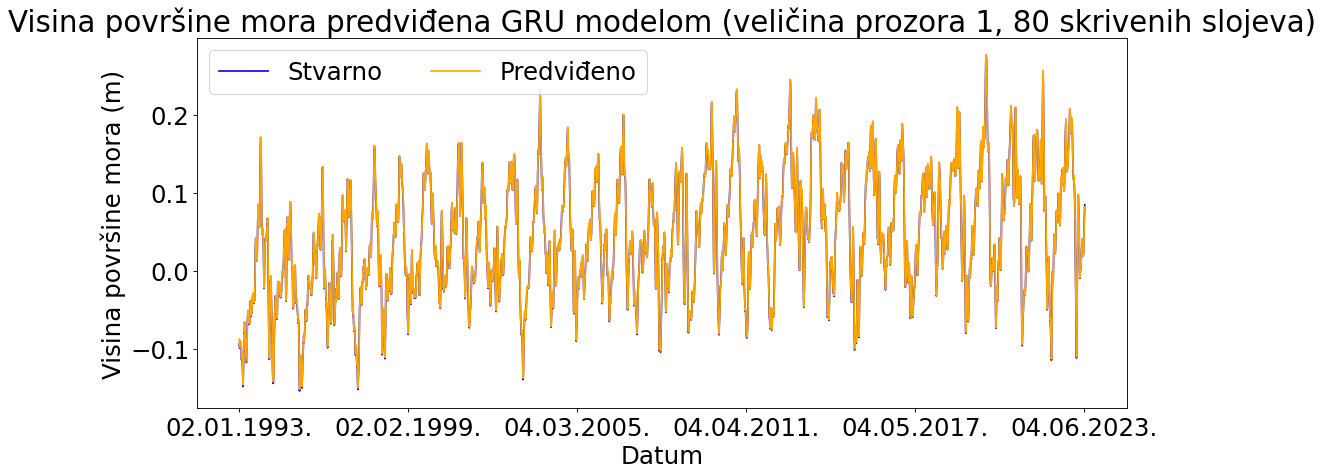 Visina površine mora predviđena GRU modelom (veličina prozora 1, 80 skrivenih slojeva)
Stvarno
Predviđeno
Visina površine mora (m)
0.2
0.1
0.0
−0.1
02.01.1993.
02.02.1999.
04.03.2005.
04.04.2011.
04.05.2017.
04.06.2023.
Datum